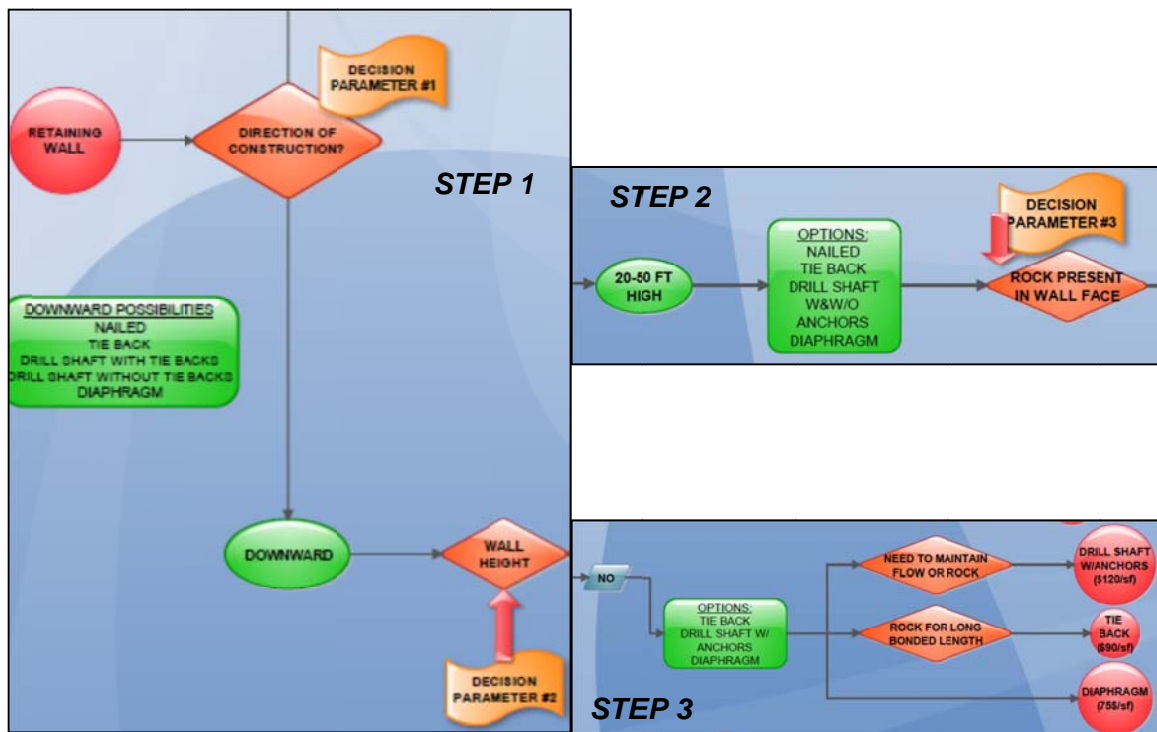 DECISION
PARAMETER #1
RETAINING
WALL
DIRECTION OF
CONSTRUCTION?
STEP 1
DOWNWARD POSSIBILITIES
NAILED
TIE BACK
DRILL SHAFT WITH TIE BACKS
DRILL SHAFT WITHOUT TIE BACKS
DIAPHRAGM
DOWNWARD
WALL
HEIGHT
DECISION
PARAMETER #2
STEP 2
20-50 FT
HIGH
OPTIONS:
NAILED
TIE BACK
DRILL SHAFT
W&W/O
ANCHORS
DIAPHRAGM
DECISION
PARAMETER #3
ROCK PRESENT
IN WALL FACE
NO
OPTIONS:
TIE BACK
DRILL SHAFT W/
ANCHORS
DIAPHRAGM
NEED TO MAINTAIN
FLOW OR ROCK
DRILL SHAFT
W/ANCHORS
($120/sf)
ROCK FOR LONG
BONDED LENGTH
TIE
BACK
($90/sf)
DIAPHRAGM
(75$/sf)
STEP 3